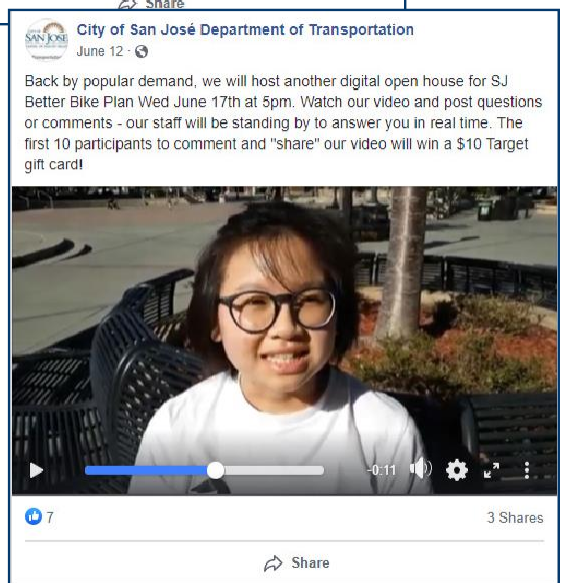 Share
City of San José Department of Transportation
June 12 ·
Back by popular demand, we will host another digital open house for SJ
Better Bike Plan Wed June 17th at 5pm. Watch our video and post questions
or comments - our staff will be standing by to answer you in real time. The
first 10 participants to comment and "share" our video will win a $10 Target
gift card!
SAN JOSE
-0:11
7
3 Shares
Share